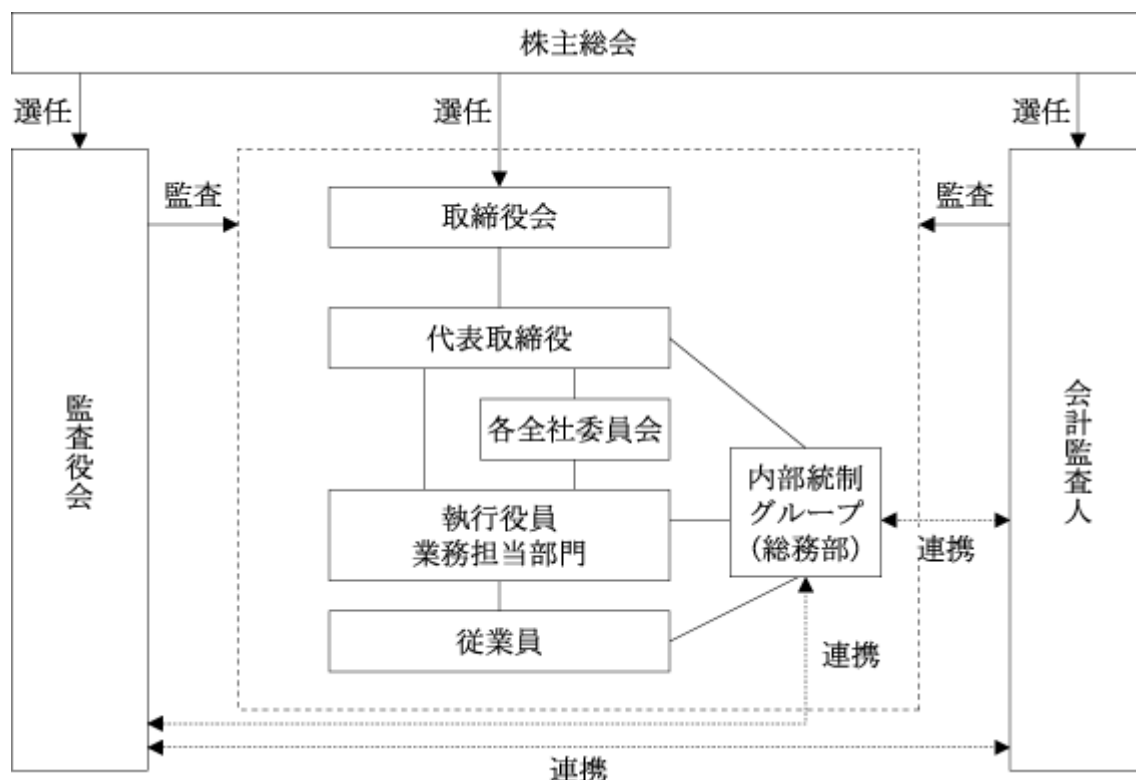 株主総会
選任
選任
選任
監査
監査
取締役会
代表取締役
各全社委員会
監査役会
会計監査人
内部統制
グループ
(総務部)
執行役員
業務担当部門
連携
従業員
連携
連携